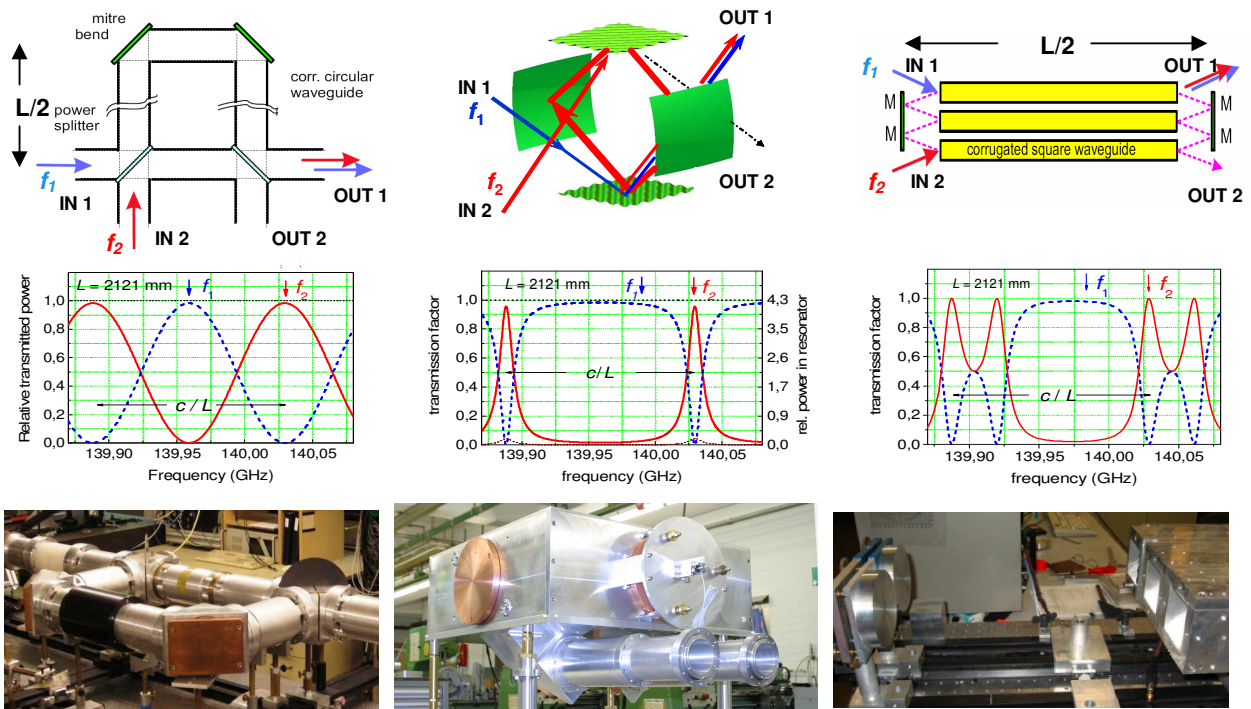 mitre
bend
L/2
power
splitter
corr. circular
waveguide
f1
IN 1
f2
IN 2
OUT 1
OUT 2
OUT 1
IN 1
f1
f2
IN 2
OUT 2
L/2
IN 1
OUT 1
f1
M
M
M
M
corrugated square waveguide
f2
IN 2
OUT 2
L = 2121 mm
f1
f2
Relative transmitted power
1,0
0,8
0,6
0,4
0,2
0,0
c / L
139,90
139,95
140,00
140,05
Frequency (GHz)
L = 2121 mm
f1
f2
transmission factor
1,0
0,8
0,6
0,4
0,2
0,0
c/L
4,3
3,4
2,6
1,7
0,9
0,0
rel. power in resonator
139,90
139,95
140,00
140,05
frequency (GHz)
L = 2121 mm
f1
f2
transmission factor
1,0
0,8
0,6
0,4
0,2
0,0
c / L
139,90
139,95
140,00
140,05
frequency (GHz)